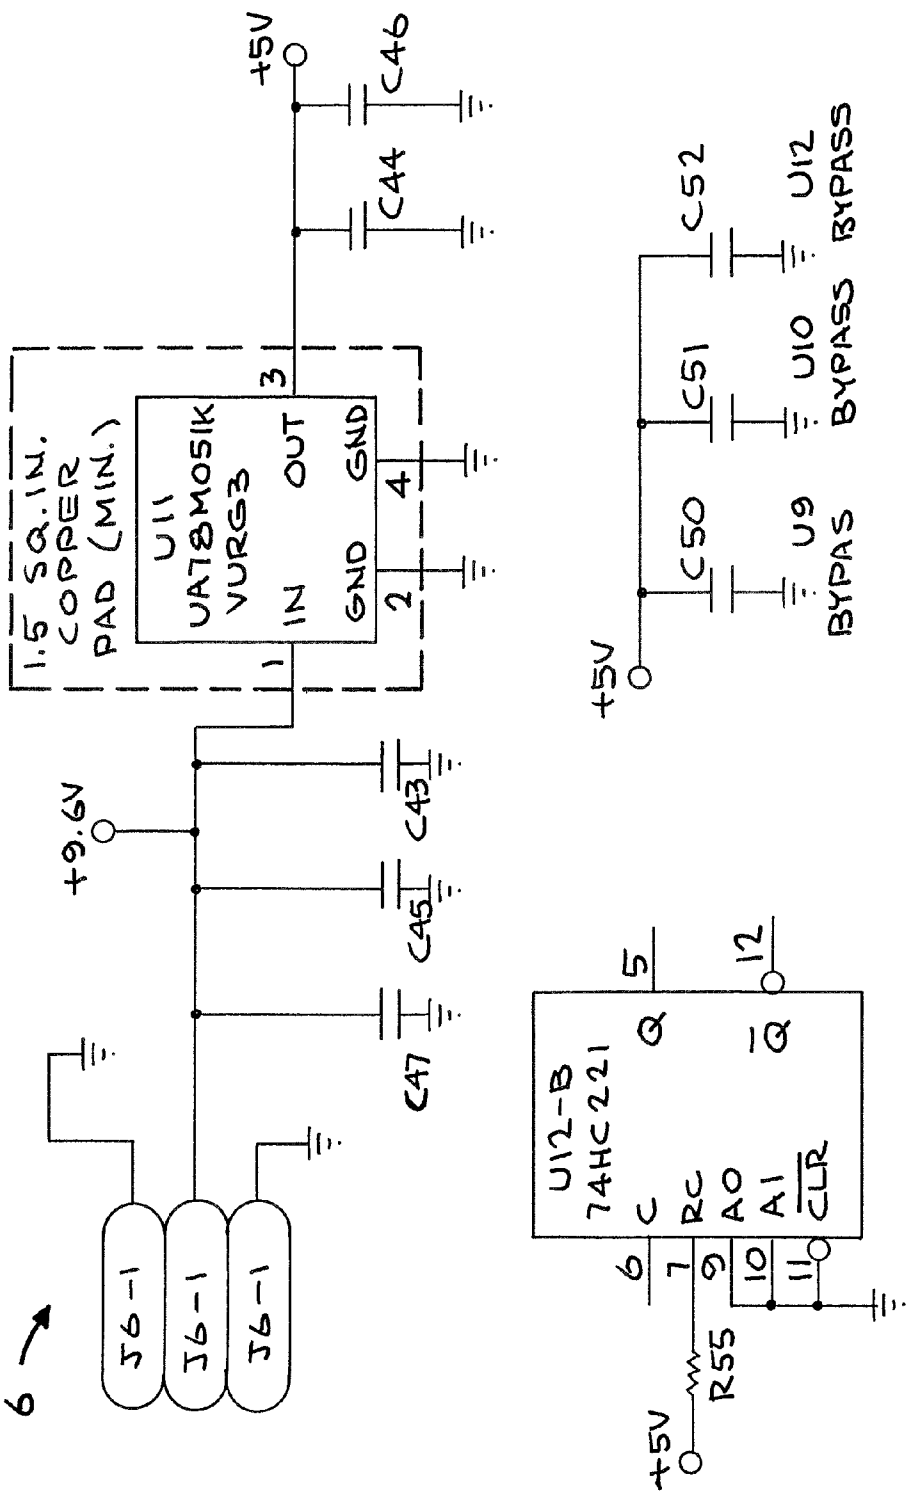 6
J6-1
J6-1
J6-1
+9.6V
C47
C45
C43
1.5 SQ. IN.
COPPER
PAD (MIN.)
U11
UA78M051K
VURG3
IN
OUT
GND
GND
1
3
2
4
C44
C46
+5V
+5V
R55
U12-B
74HC221
C
RC
A0
A1
CLR
Q
Q
6
7
9
10
11
5
12
+5V
C50
C51
C52
U9
BYPAS
U10
BYPASS
U12
BYPASS